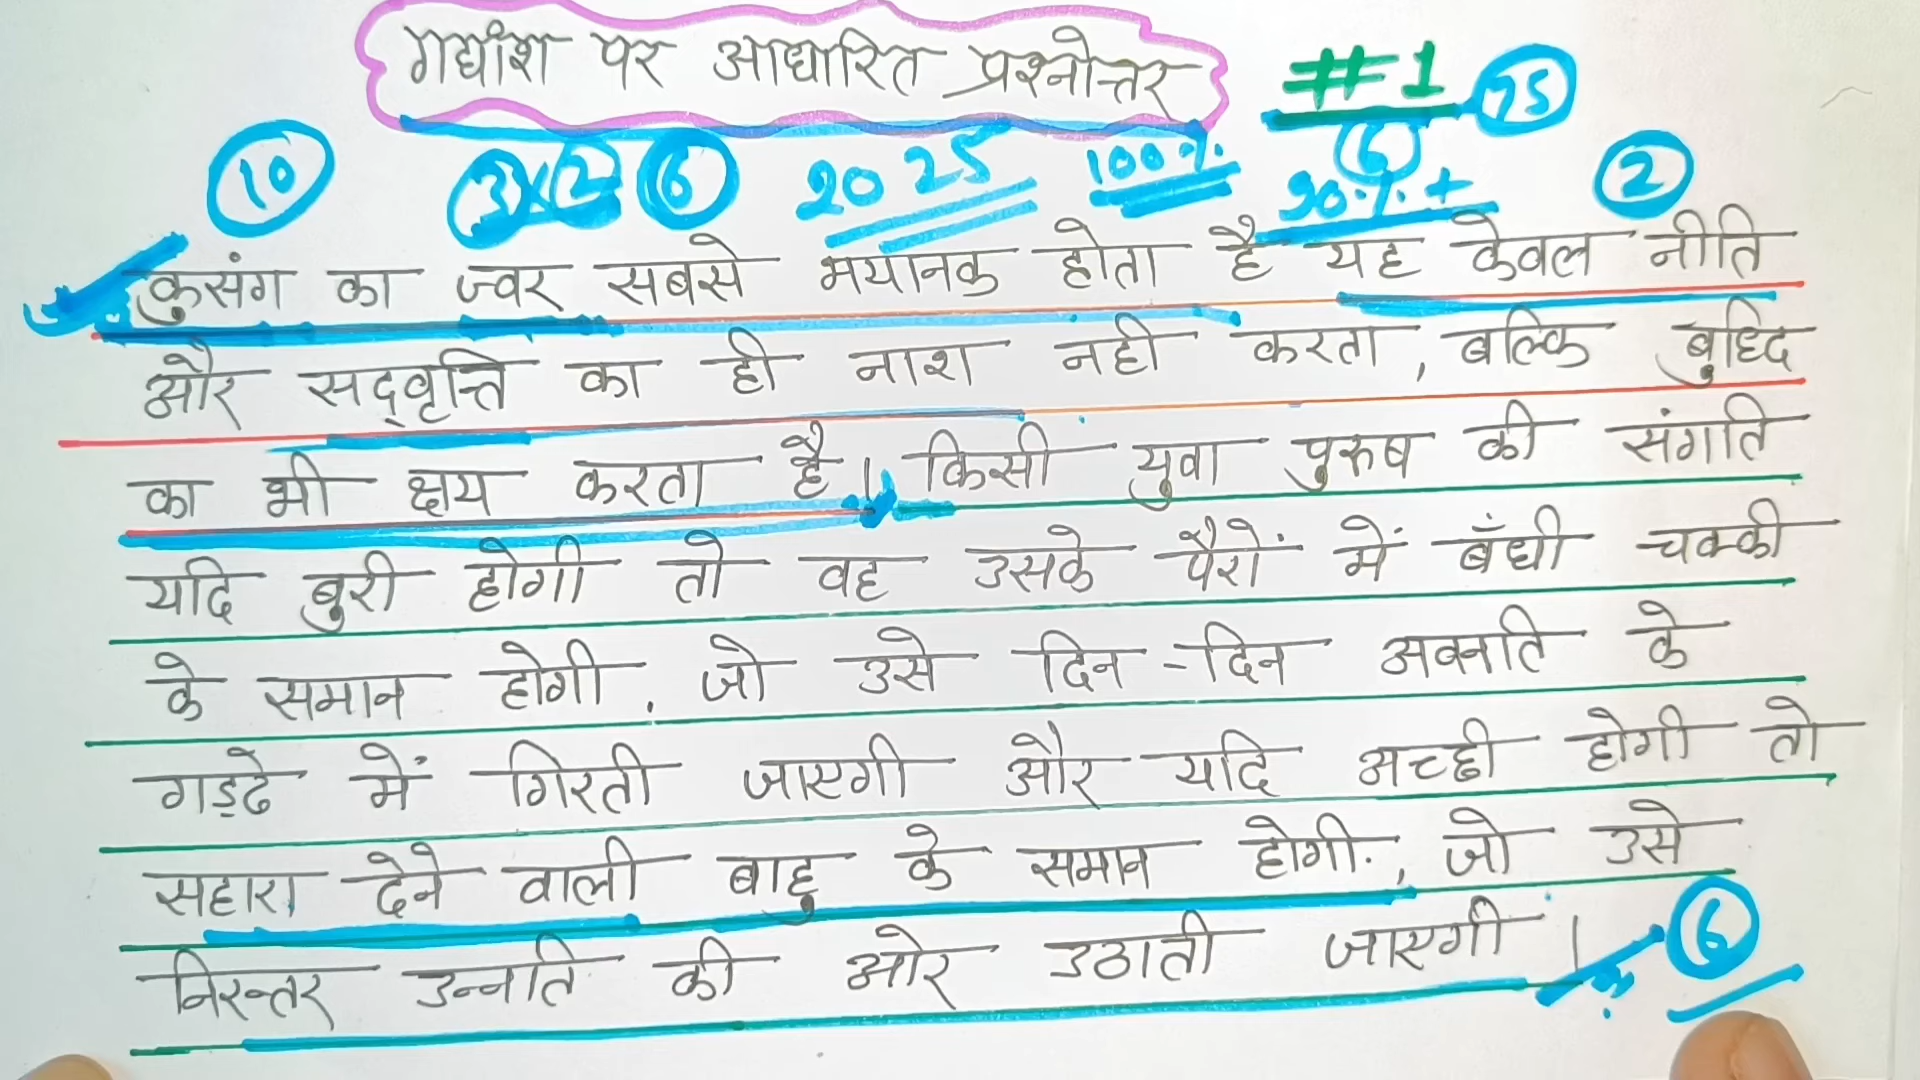 गद्यांश पर आधारित प्रश्नोत्तर #1 75
10 3x2 6 2025 100% 90%+ 6 2
कुसंग का ज्वर सबसे भयानक होता है यह केवल नीति
और सद्वृत्ति का ही नाश नही करता, बल्कि बुध्दि
का भी क्षय करता है। किसी युवा पुरुष की संगति
यदि बुरी होगी तो वह उसके पैरों में बँधी चक्की
के समान होगी, जो उसे दिन-दिन अवनति के
गड्ढे में गिरती जाएगी और यदि अच्छी होगी तो
सहारा देने वाली बाहु के समान होगी, जो उसे
निरन्तर उन्नति की ओर उठाती जाएगी। 6